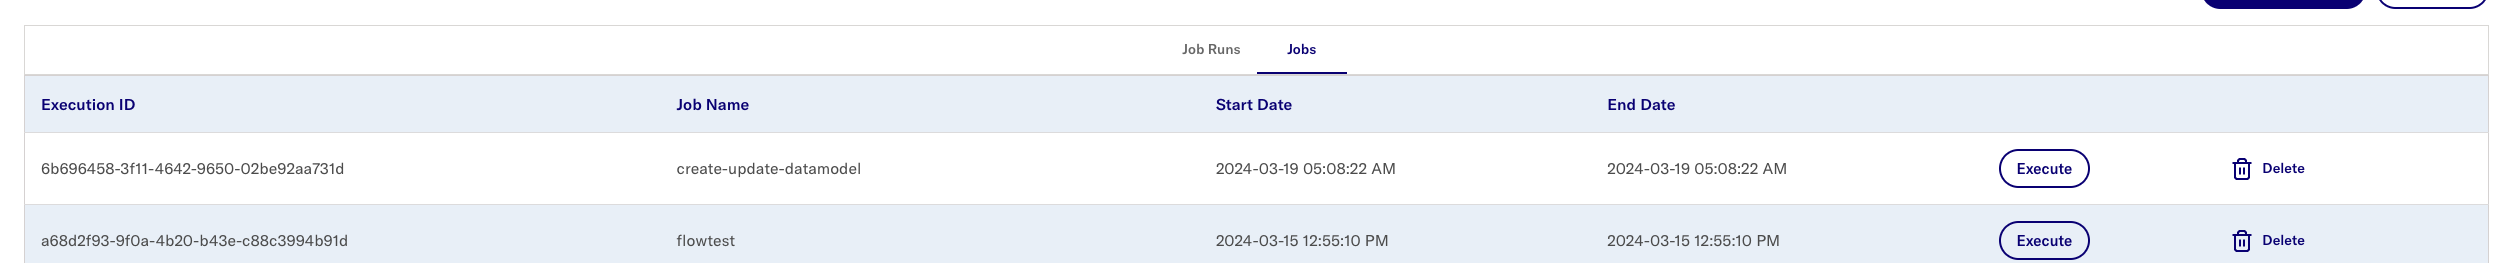 Job Runs Jobs
Execution ID Job Name Start Date End Date
6b696458-3f11-4642-9650-02be92aa731d create-update-datamodel 2024-03-19 05:08:22 AM 2024-03-19 05:08:22 AM Execute Delete
a68d2f93-9f0a-4b20-b43e-c88c3994b91d flowtest 2024-03-15 12:55:10 PM 2024-03-15 12:55:10 PM Execute Delete